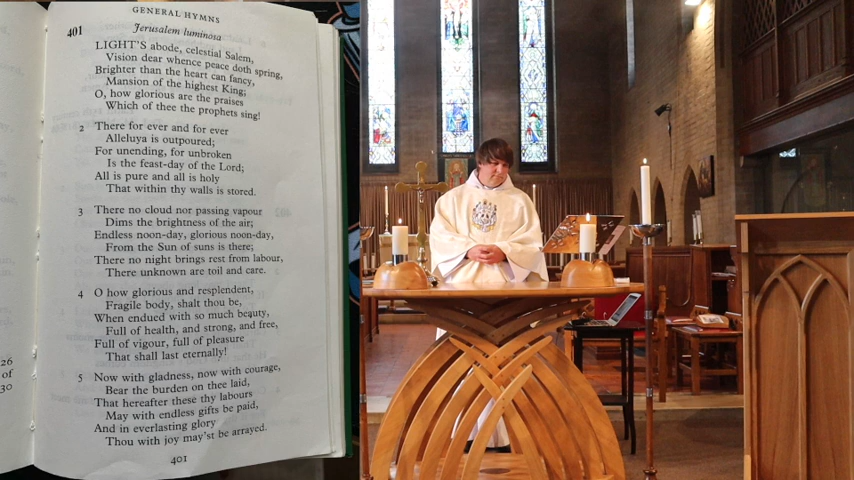 GENERAL HYMNS
401
Jerusalem luminosa
LIGHT'S abode, celestial Salem,
Vision dear whence peace doth spring,
Brighter than the heart can fancy,
Mansion of the highest King;
O, how glorious are the praises
Which of thee the prophets sing!
2 There for ever and for ever
Alleluya is outpoured;
For unending, for unbroken
Is the feast-day of the Lord;
All is pure and all is holy
That within thy walls is stored.
3 There no cloud nor passing vapour
Dims the brightness of the air;
Endless noon-day, glorious noon-day,
From the Sun of suns is there;
There no night brings rest from labour,
There unknown are toil and care.
4 O how glorious and resplendent,
Fragile body, shalt thou be,
When endued with so much beauty,
Full of health, and strong, and free,
Full of vigour, full of pleasure
That shall last eternally!
5 Now with gladness, now with courage,
Bear the burden on thee laid,
That hereafter these thy labours
May with endless gifts be paid,
And in everlasting glory
Thou with joy may'st be arrayed.
401
26
of
30